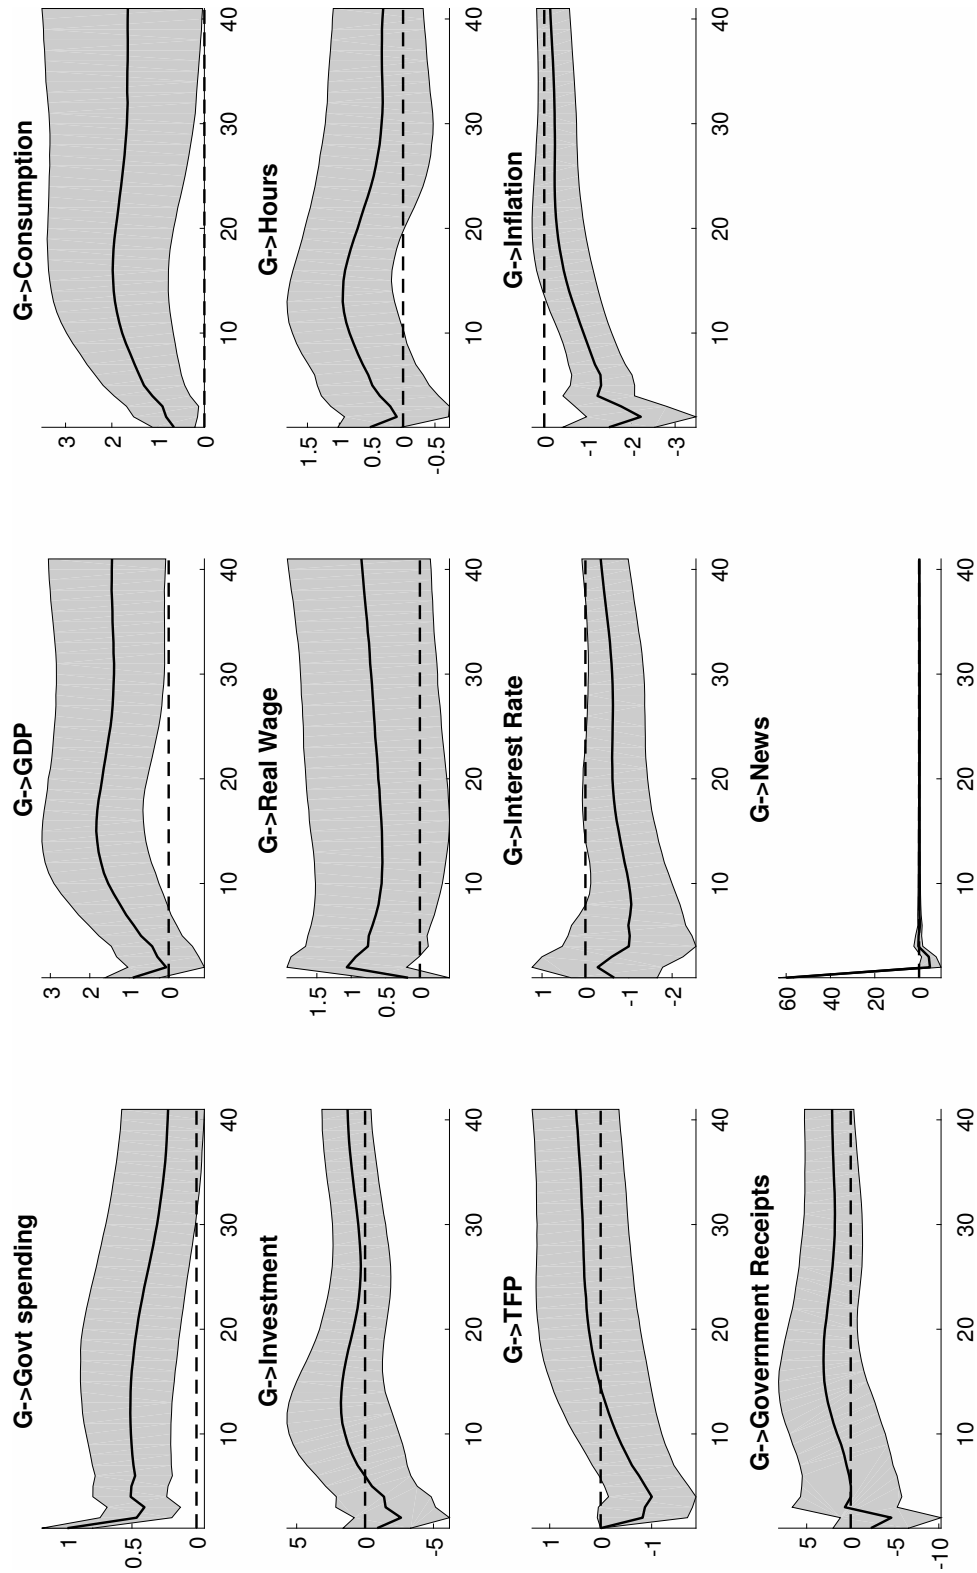 G->Govt spending
1
0.5
0
10 20 30 40
G->GDP
3
2
1
0
10 20 30 40
G->Consumption
3
2
1
0
10 20 30 40
G->Investment
5
0
-5
10 20 30 40
G->Real Wage
1.5
1
0.5
0
10 20 30 40
G->Hours
1.5
1
0.5
0
-0.5
10 20 30 40
G->TFP
1
0
-1
10 20 30 40
G->Interest Rate
1
0
-1
-2
10 20 30 40
G->Inflation
0
-1
-2
-3
10 20 30 40
G->Government Receipts
5
0
-5
-10
10 20 30 40
G->News
60
40
20
0
10 20 30 40